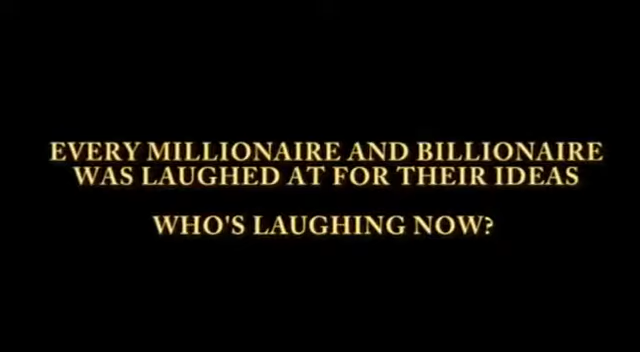 EVERY MILLIONAIRE AND BILLIONAIRE
WAS LAUGHED AT FOR THEIR IDEAS
WHO'S LAUGHING NOW?